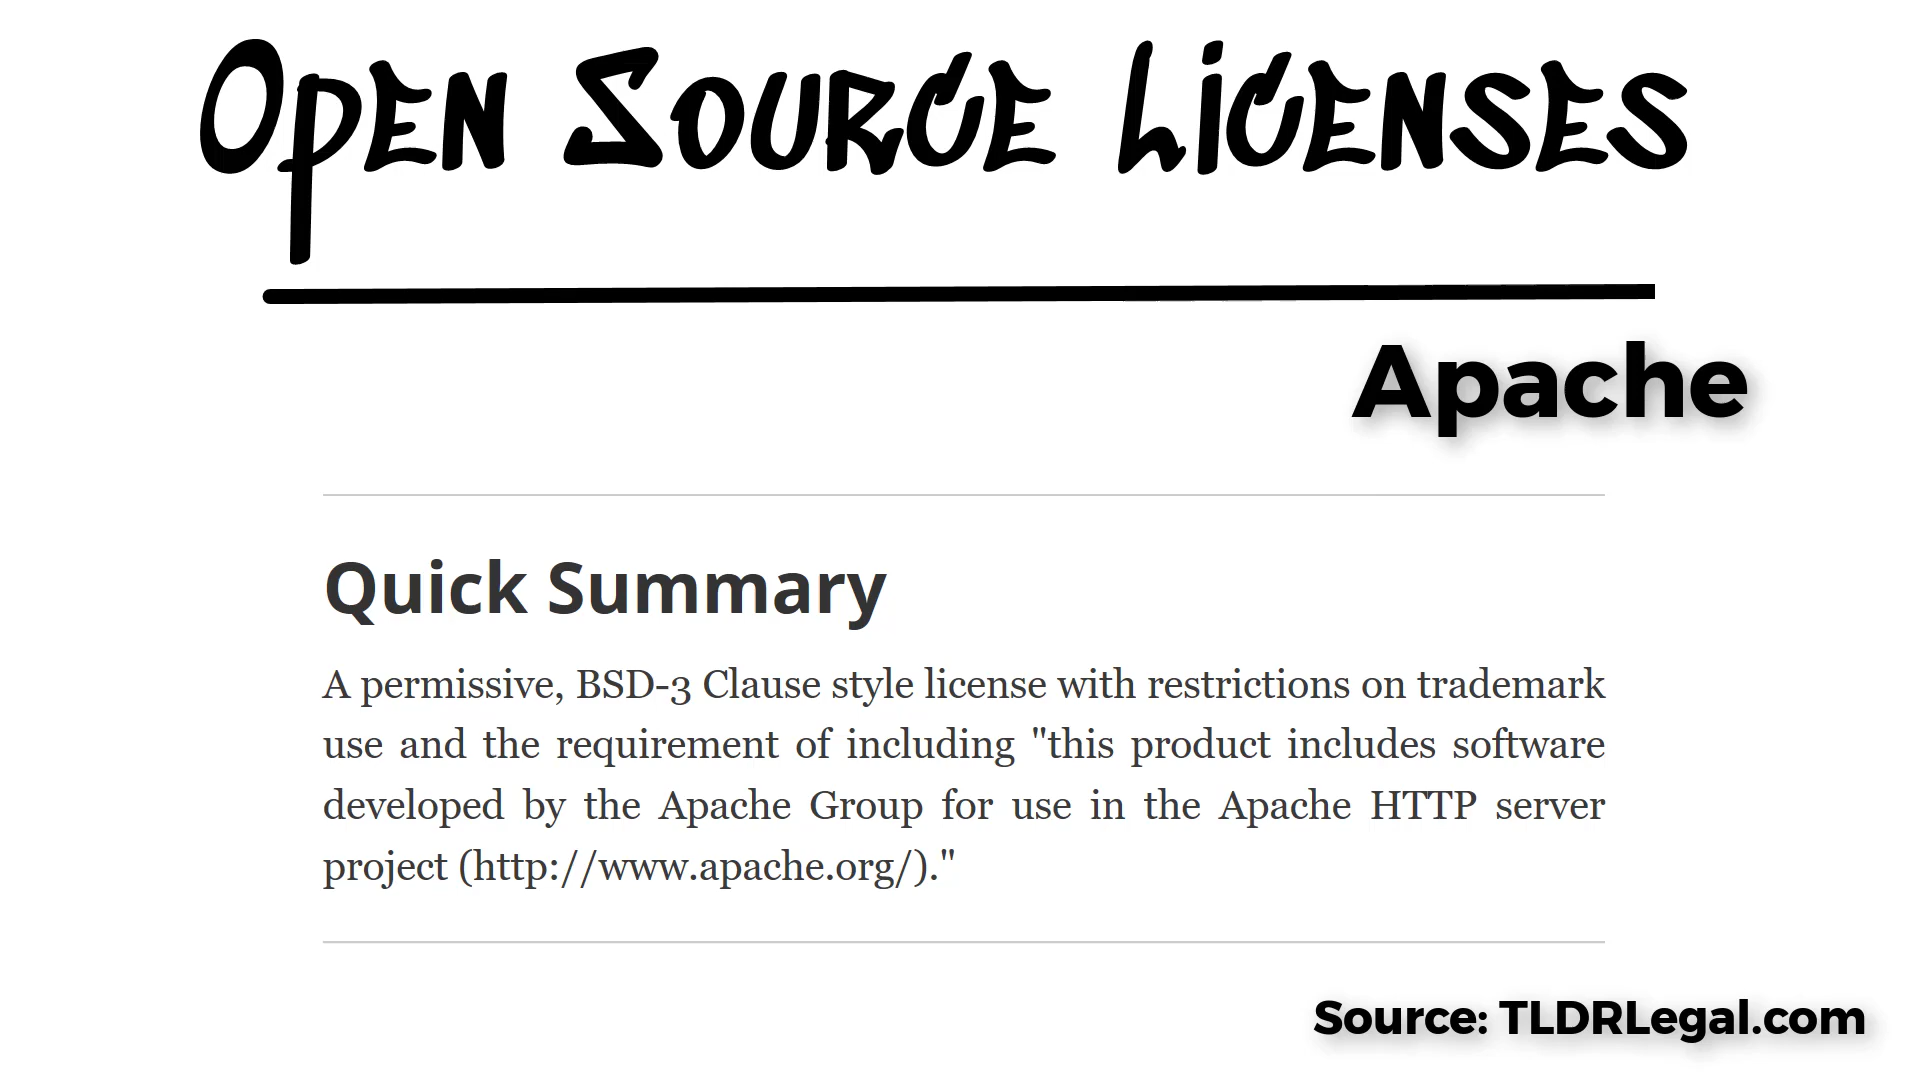 Open Source Licenses
Apache
Quick Summary
A permissive, BSD-3 Clause style license with restrictions on trademark
use and the requirement of including "this product includes software
developed by the Apache Group for use in the Apache HTTP server
project (http://www.apache.org/)."
Source: TLDRLegal.com